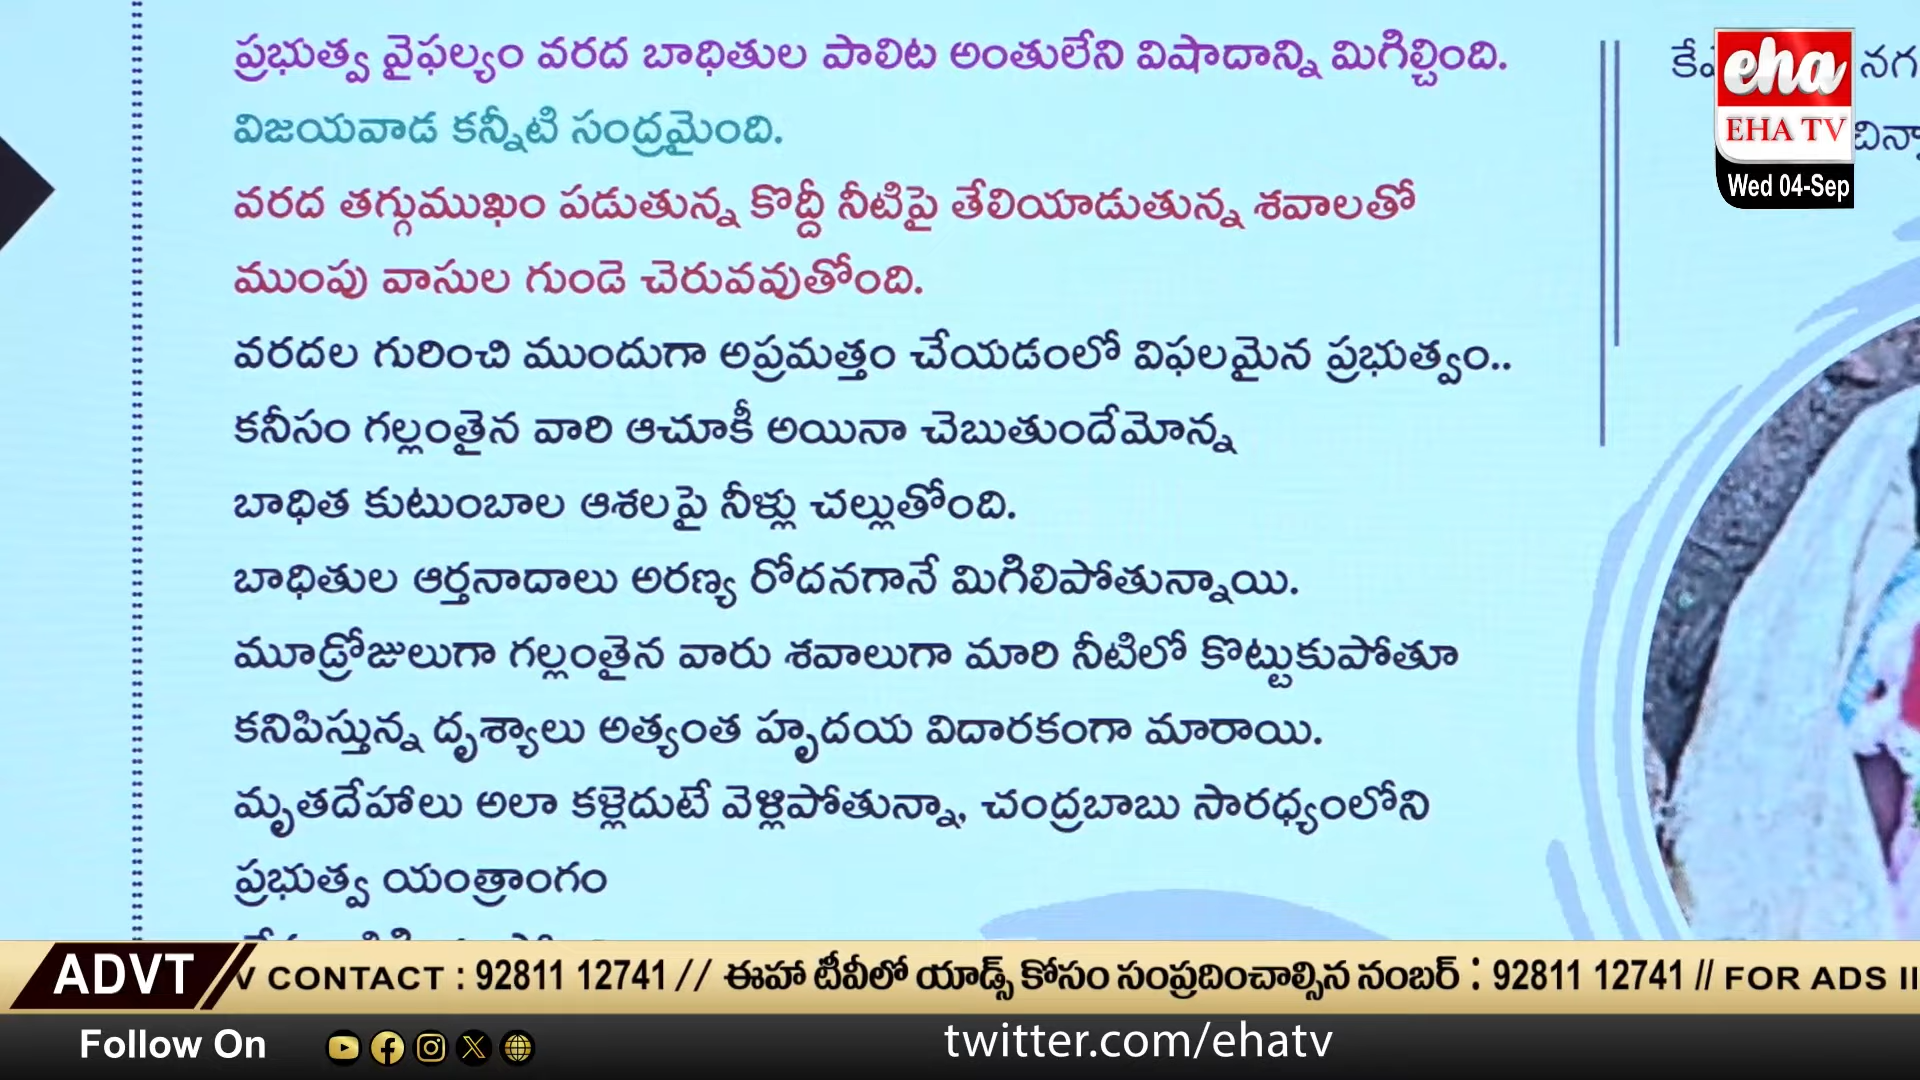 ప్రభుత్వ వైఫల్యం వరద బాధితుల పాలిట అంతులేని విషాదాన్ని మిగిల్చింది.
విజయవాడ కన్నీటి సంద్రమైంది.
వరద తగ్గుముఖం పడుతున్న కొద్దీ నీటిపై తేలియాడుతున్న శవాలతో
ముంపు వాసుల గుండె చెరువవుతోంది.
వరదల గురించి ముందుగా అప్రమత్తం చేయడంలో విఫలమైన ప్రభుత్వం..
కనీసం గల్లంతైన వారి ఆచూకీ అయినా చెబుతుందేమోన్న
బాధిత కుటుంబాల ఆశలపై నీళ్లు చల్లుతోంది.
బాధితుల ఆర్తనాదాలు అరణ్య రోదనగానే మిగిలిపోతున్నాయి.
మూడ్రోజులుగా గల్లంతైన వారు శవాలుగా మారి నీటిలో కొట్టుకుపోతూ
కనిపిస్తున్న దృశ్యాలు అత్యంత హృదయ విదారకంగా మారాయి.
మృతదేహాలు అలా కళ్లెదుటే వెళ్లిపోతున్నా, చంద్రబాబు సారధ్యంలోని
ప్రభుత్వ యంత్రాంగం
eha
EHA TV
Wed 04-Sep
ADVT
V CONTACT : 92811 12741 // ఈహా టీవీలో యాడ్స్ కోసం సంప్రదించాల్సిన నంబర్ : 92811 12741 // FOR ADS
Follow On
twitter.com/ehatv